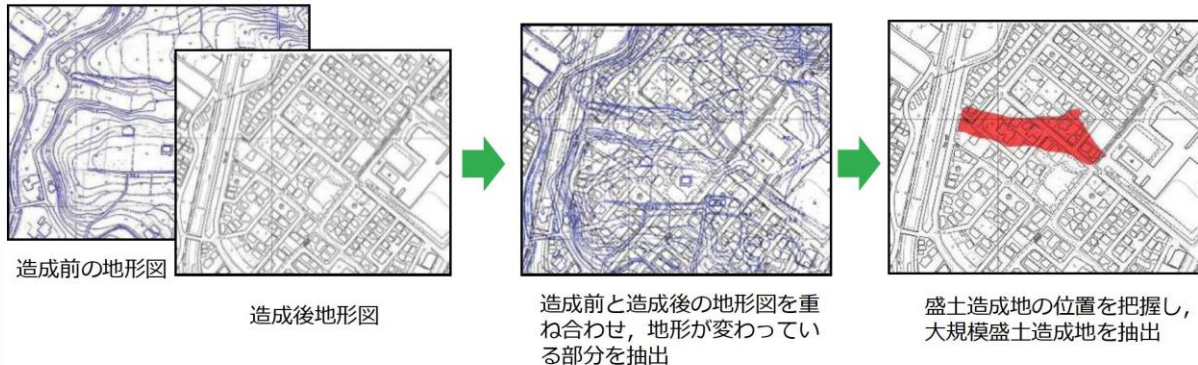 造成前の地形図
造成後地形図
造成前と造成後の地形図を重
ね合わせ，地形が変わってい
る部分を抽出
盛土造成地の位置を把握し，
大規模盛土造成地を抽出